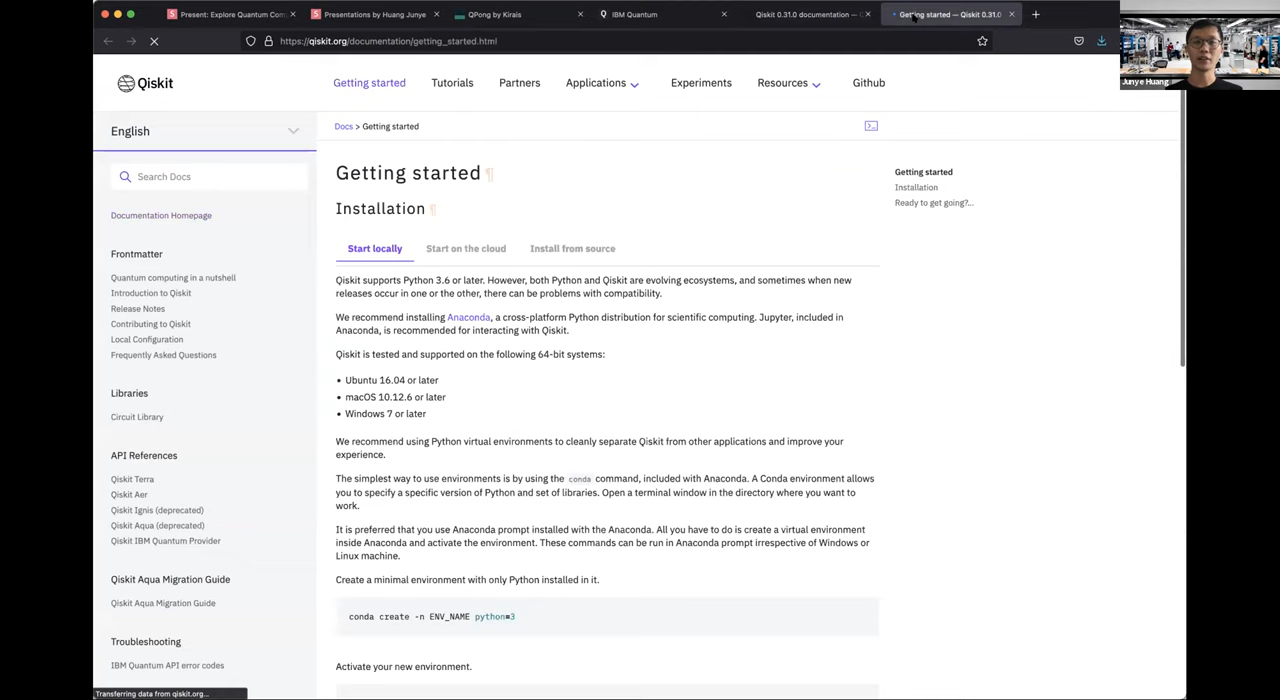 Present: Explore Quantum Com
Presentations by Huang Junye
QPong by Kirais
IBM Quantum
Qiskit 0.31.0 documentation —
Getting started — Qiskit 0.31.0
https://qiskit.org/documentation/getting_started.html
Junye Huang
Qiskit
Getting started
Tutorials
Partners
Applications
Experiments
Resources
Github
English
Docs > Getting started
Search Docs
Documentation Homepage
Frontmatter
Quantum computing in a nutshell
Introduction to Qiskit
Release Notes
Contributing to Qiskit
Local Configuration
Frequently Asked Questions
Libraries
Circuit Library
API References
Qiskit Terra
Qiskit Aer
Qiskit Ignis (deprecated)
Qiskit Aqua (deprecated)
Qiskit IBM Quantum Provider
Qiskit Aqua Migration Guide
Qiskit Aqua Migration Guide
Troubleshooting
IBM Quantum API error codes
Transferring data from qiskit.org...
Getting started ¶
Installation ¶
Start locally
Start on the cloud
Install from source
Qiskit supports Python 3.6 or later. However, both Python and Qiskit are evolving ecosystems, and sometimes when new
releases occur in one or the other, there can be problems with compatibility.
We recommend installing Anaconda, a cross-platform Python distribution for scientific computing. Jupyter, included in
Anaconda, is recommended for interacting with Qiskit.
Qiskit is tested and supported on the following 64-bit systems:
• Ubuntu 16.04 or later
• macOS 10.12.6 or later
• Windows 7 or later
We recommend using Python virtual environments to cleanly separate Qiskit from other applications and improve your
experience.
The simplest way to use environments is by using the conda command, included with Anaconda. A Conda environment allows
you to specify a specific version of Python and set of libraries. Open a terminal window in the directory where you want to
work.
It is preferred that you use Anaconda prompt installed with the Anaconda. All you have to do is create a virtual environment
inside Anaconda and activate the environment. These commands can be run in Anaconda prompt irrespective of Windows or
Linux machine.
Create a minimal environment with only Python installed in it.
conda create -n ENV_NAME python=3
Activate your new environment.
Getting started
Installation
Ready to get going?...